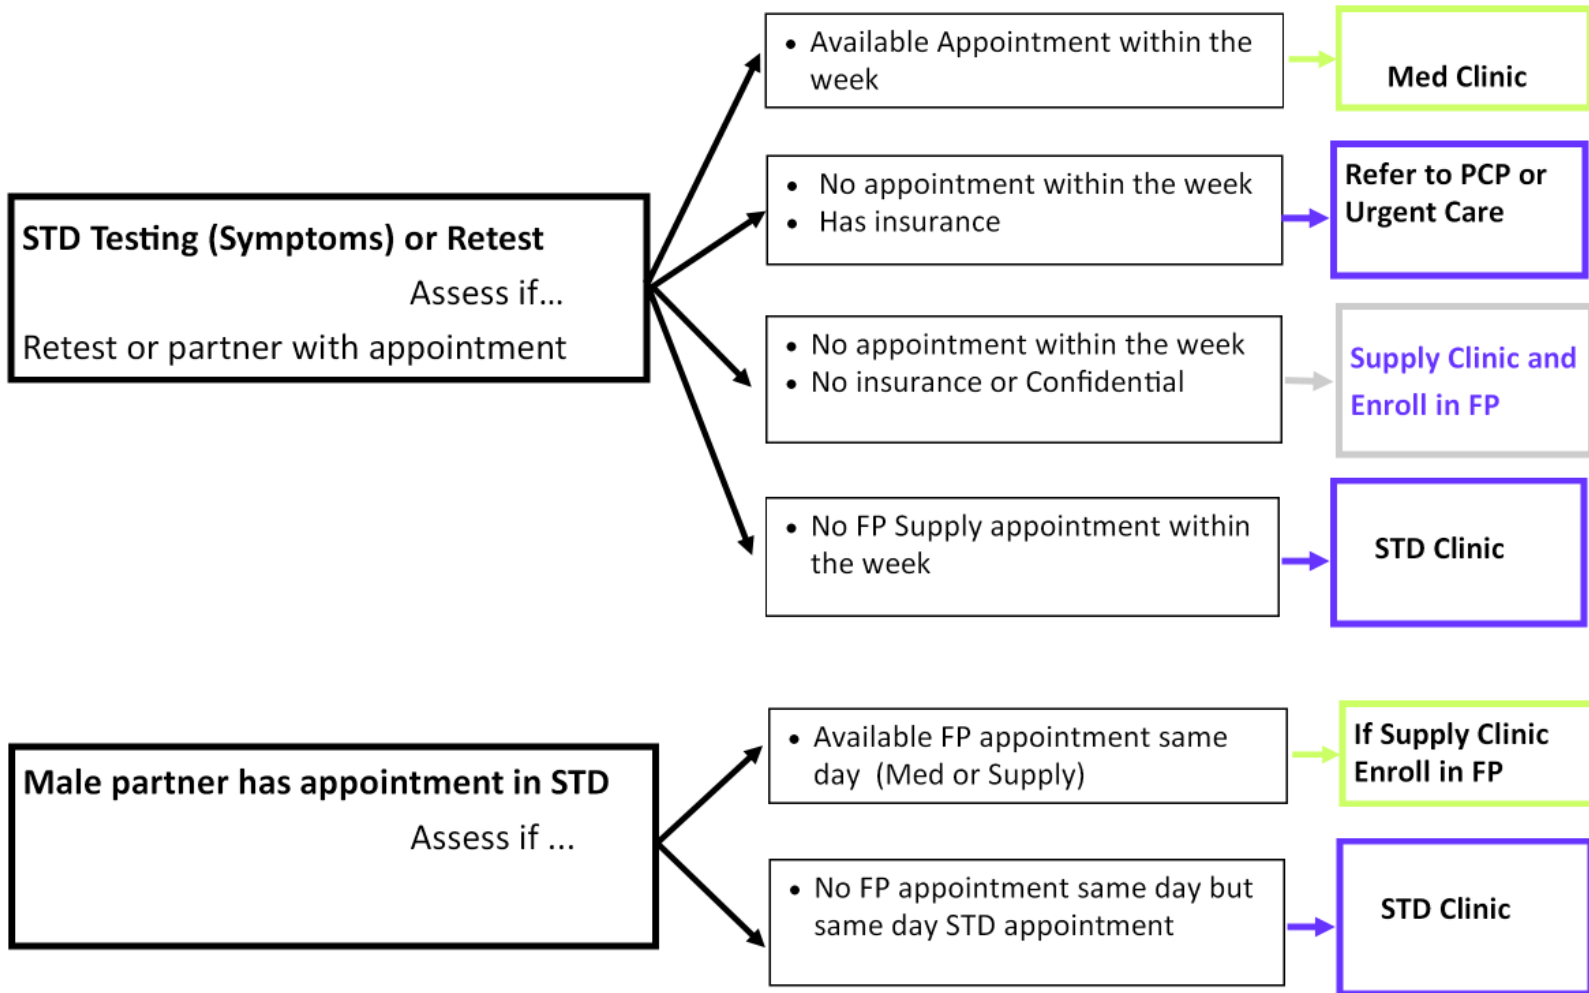 • Available Appointment within the
week
Med Clinic
STD Testing (Symptoms) or Retest
Assess if...
Retest or partner with appointment
• No appointment within the week
• Has insurance
Refer to PCP or
Urgent Care
• No appointment within the week
• No insurance or Confidential
Supply Clinic and
Enroll in FP
• No FP Supply appointment within
the week
STD Clinic
Male partner has appointment in STD
Assess if ...
• Available FP appointment same
day (Med or Supply)
If Supply Clinic
Enroll in FP
• No FP appointment same day but
same day STD appointment
STD Clinic